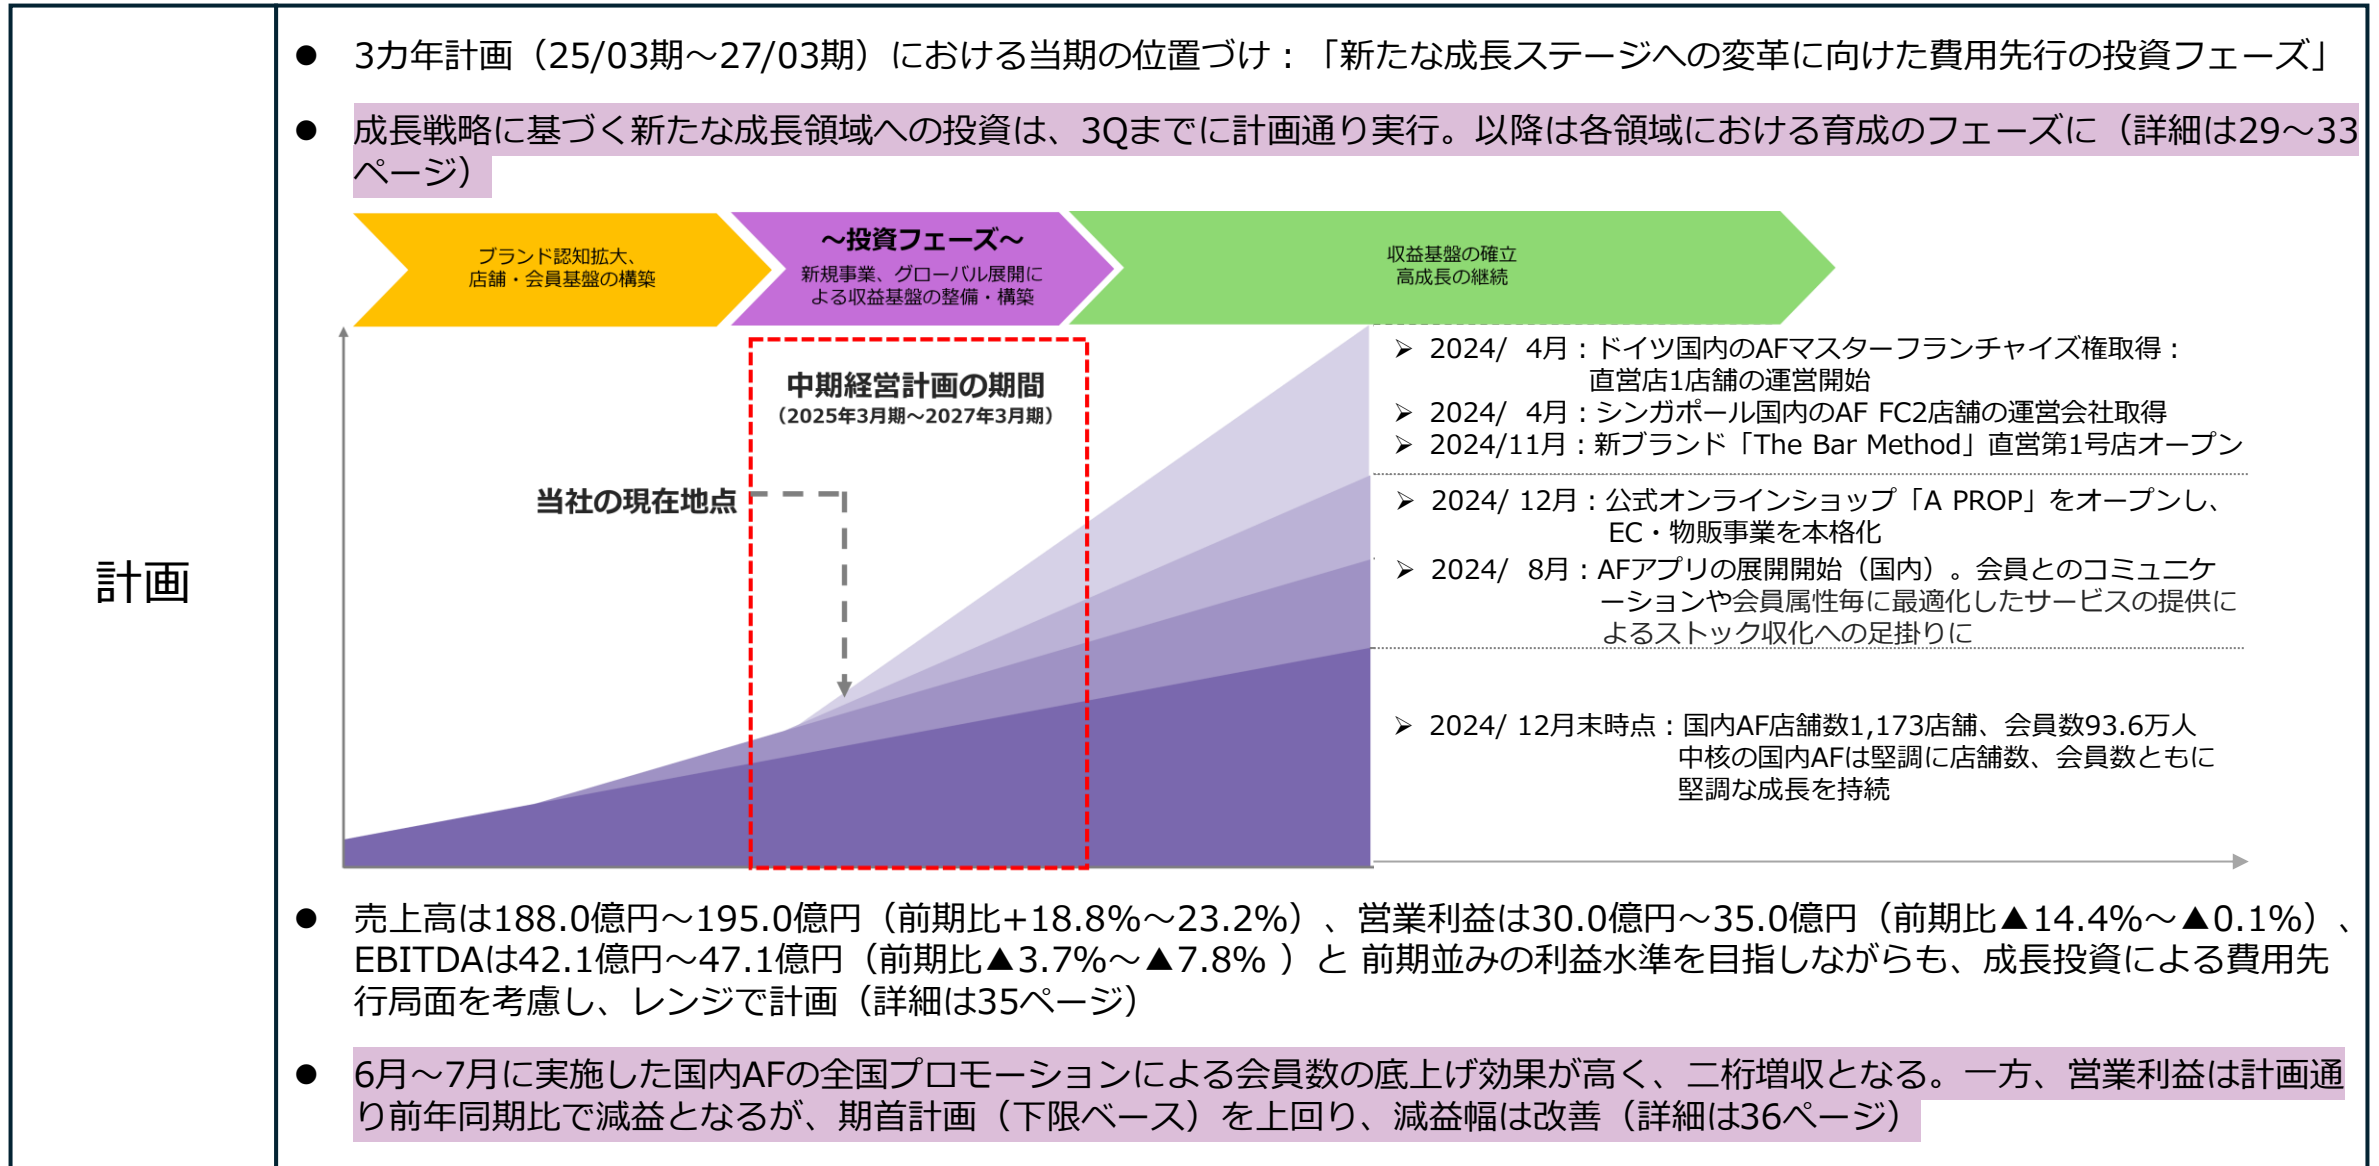 計画
● 3カ年計画（25/03期～27/03期）における当期の位置づけ：「新たな成長ステージへの変革に向けた費用先行の投資フェーズ」
● 成長戦略に基づく新たな成長領域への投資は、3Qまでに計画通り実行。以降は各領域における育成のフェーズに（詳細は29～33
ページ）
ブランド認知拡大、
店舗・会員基盤の構築
～投資フェーズ～
新規事業、グローバル展開に
よる収益基盤の整備・構築
収益基盤の確立
高成長の継続
中期経営計画の期間
（2025年3月期～2027年3月期）
当社の現在地点
➢ 2024/ 4月：ドイツ国内のAFマスターフランチャイズ権取得：
直営店1店舗の運営開始
➢ 2024/ 4月：シンガポール国内のAF FC2店舗の運営会社取得
➢ 2024/11月：新ブランド「The Bar Method」直営第1号店オープン
➢ 2024/ 12月：公式オンラインショップ「A PROP」をオープンし、
EC・物販事業を本格化
➢ 2024/ 8月：AFアプリの展開開始（国内）。会員とのコミュニケ
ーションや会員属性毎に最適化したサービスの提供に
よるストック収化への足掛りに
➢ 2024/ 12月末時点：国内AF店舗数1,173店舗、会員数93.6万人
中核の国内AFは堅調に店舗数、会員数ともに
堅調な成長を持続
● 売上高は188.0億円～195.0億円（前期比+18.8%～23.2%）、営業利益は30.0億円～35.0億円（前期比▲14.4%～▲0.1%）、
EBITDAは42.1億円～47.1億円（前期比▲3.7%～▲7.8% ）と 前期並みの利益水準を目指しながらも、成長投資による費用先
行局面を考慮し、レンジで計画（詳細は35ページ）
● 6月～7月に実施した国内AFの全国プロモーションによる会員数の底上げ効果が高く、二桁増収となる。一方、営業利益は計画通
り前年同期比で減益となるが、期首計画（下限ベース）を上回り、減益幅は改善（詳細は36ページ）